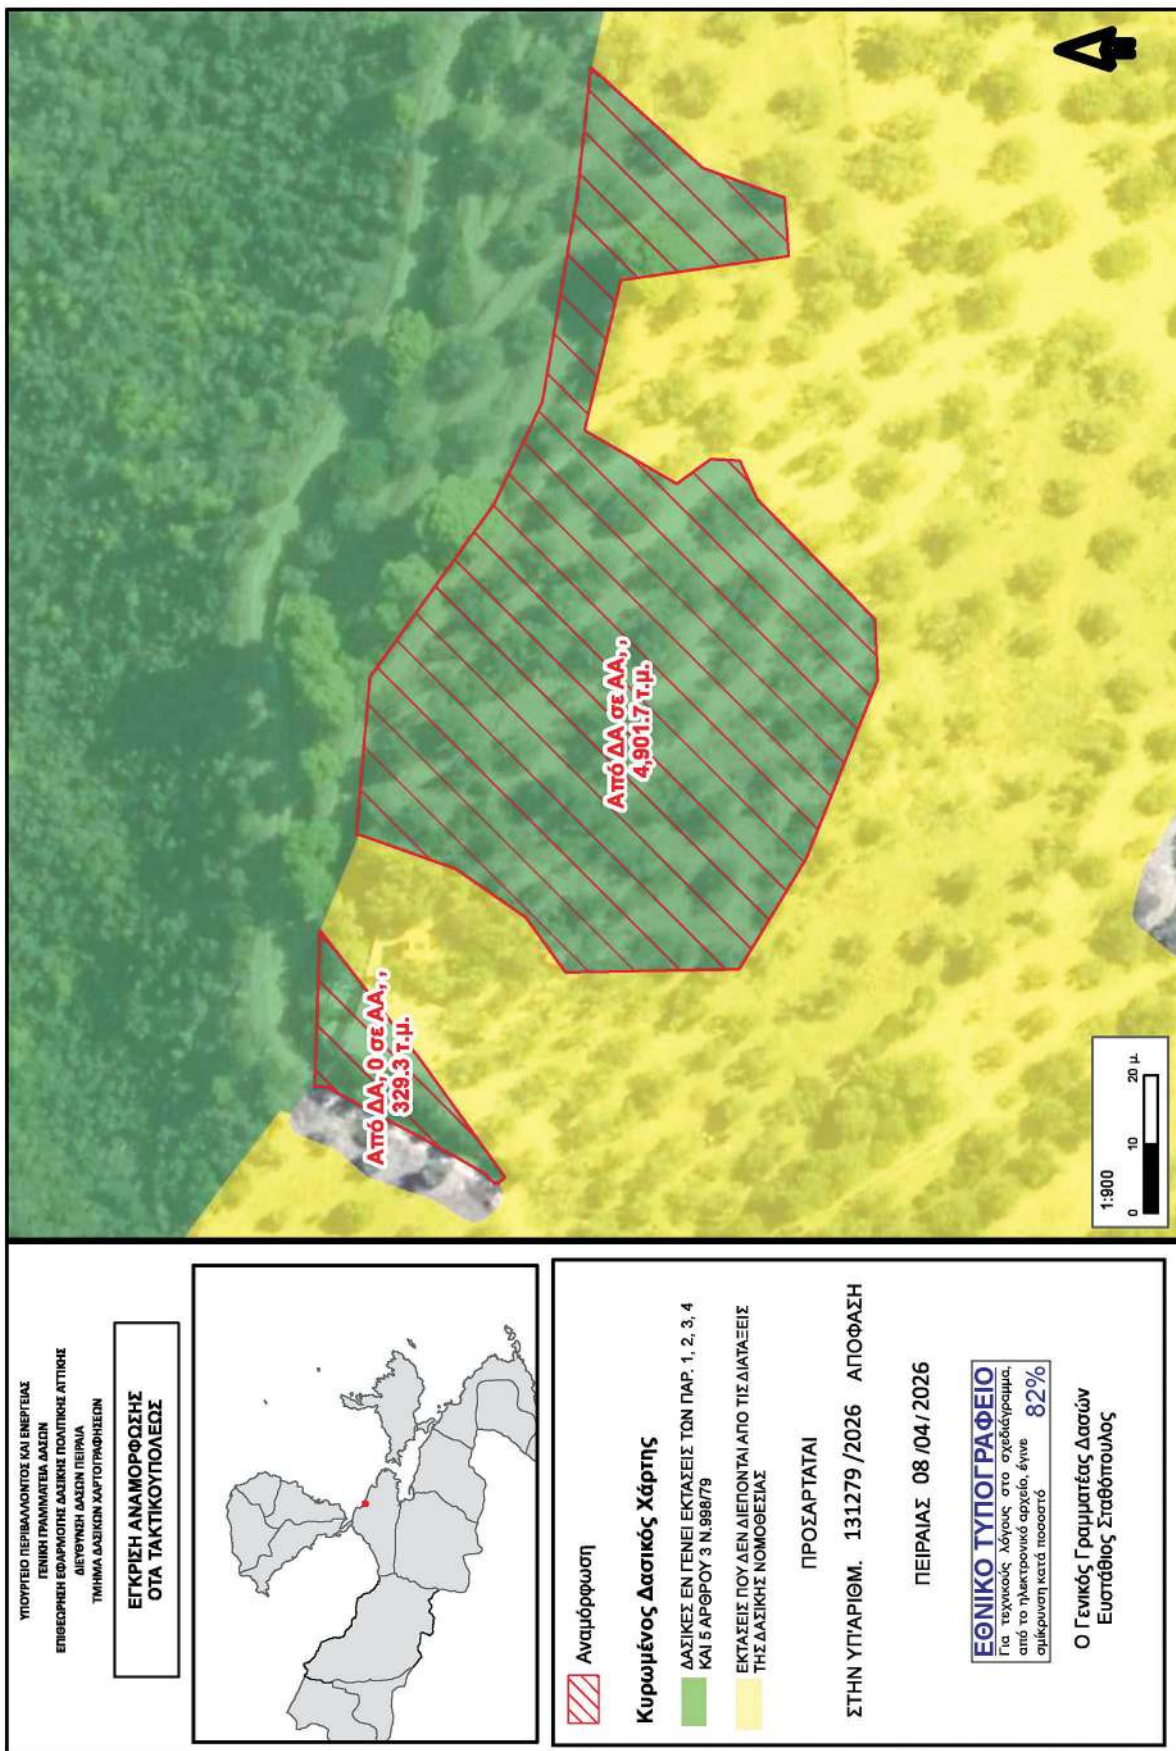 ΥΠΟΥΡΓΕΙΟ ΠΕΡΙΒΑΛΛΟΝΤΟΣ ΚΑΙ ΕΝΕΡΓΕΙΑΣ
ΓΕΝΙΚΗ ΓΡΑΜΜΑΤΕΙΑ ΔΑΣΩΝ
ΕΠΙΘΕΩΡΗΣΗ ΕΦΑΡΜΟΓΗΣ ΔΑΣΙΚΗΣ ΠΟΛΙΤΙΚΗΣ ΑΤΤΙΚΗΣ
ΔΙΕΥΘΥΝΣΗ ΔΑΣΩΝ ΠΕΙΡΑΙΑ
ΤΜΗΜΑ ΔΑΣΙΚΩΝ ΧΑΡΤΟΓΡΑΦΗΣΕΩΝ
ΕΓΚΡΙΣΗ ΑΝΑΜΟΡΦΩΣΗΣ
ΟΤΑ ΤΑΚΤΙΚΟΥΠΟΛΕΩΣ
Αναμόρφωση
Κυρωμένος Δασικός Χάρτης
ΔΑΣΙΚΕΣ ΕΝ ΓΕΝΕΙ ΕΚΤΑΣΕΙΣ ΤΩΝ ΠΑΡ. 1, 2, 3, 4
ΚΑΙ 5 ΑΡΘΡΟΥ 3 Ν.998/79
ΕΚΤΑΣΕΙΣ ΠΟΥ ΔΕΝ ΔΙΕΠΟΝΤΑΙ ΑΠΟ ΤΙΣ ΔΙΑΤΑΞΕΙΣ
ΤΗΣ ΔΑΣΙΚΗΣ ΝΟΜΟΘΕΣΙΑΣ
ΠΡΟΣΑΡΤΑΤΑΙ
ΣΤΗΝ ΥΠ'ΑΡΙΘΜ. 131279 /2026 ΑΠΟΦΑΣΗ
ΠΕΙΡΑΙΑΣ 08 /04/ 2026
ΕΘΝΙΚΟ ΤΥΠΟΓΡΑΦΕΙΟ
Για τεχνικούς λόγους στο σχεδιάγραμμα,
από το ηλεκτρονικό αρχείο, έγινε
σμίκρυνση κατά ποσοστό 82%
Ο Γενικός Γραμματέας Δασών
Ευστάθιος Σταθόπουλος
Από ΔΑ, 0 σε ΑΑ, ,
329.3 τ.μ.
Από ΔΑ σε ΑΑ, ,
4,901.7 τ.μ.
1:900
0 10 20 μ.